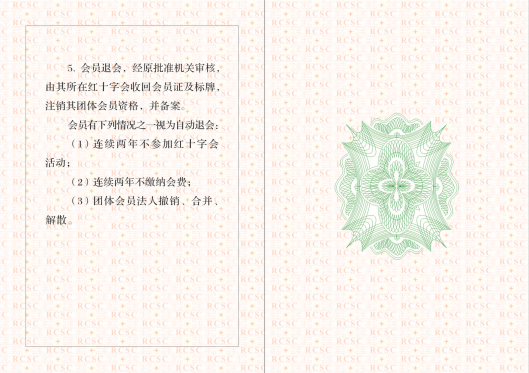 5. 会员退会，经原批准机关审核，
由其所在红十字会收回会员证及标牌，
注销其团体会员资格，并备案。
会员有下列情况之一视为自动退会：
（1）连续两年不参加红十字会
活动；
（2）连续两年不缴纳会费；
（3）团体会员法人撤销、合并、
解散。
RCSC